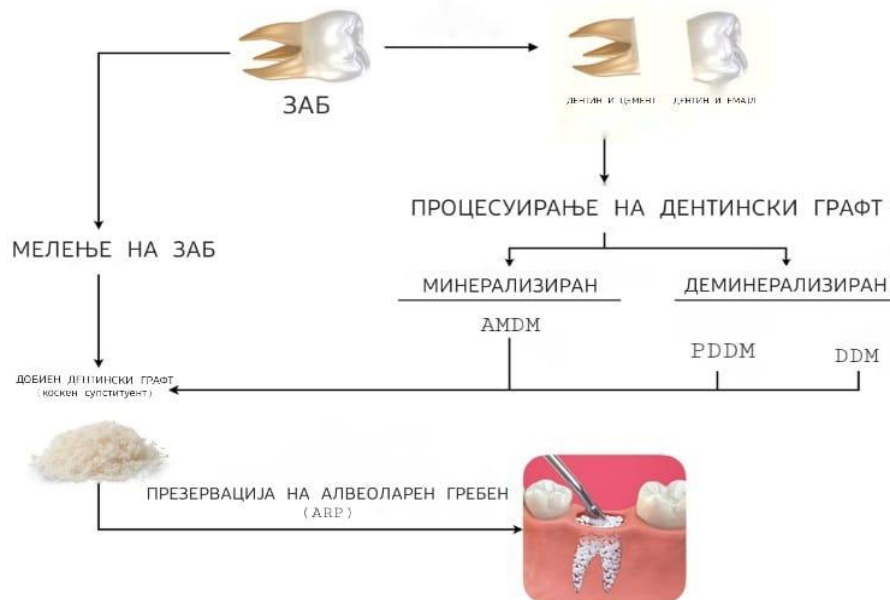 ЗАБ
ДЕНТИН И ЦЕМЕНТ
ДЕНТИН И ЕМАЈЛ
ПРОЦЕСУИРАЊЕ НА ДЕНТИНСКИ ГРАФТ
МЕЛЕЊЕ НА ЗАБ
МИНЕРАЛИЗИРАН
ДЕМИНЕРАЛИЗИРАН
AMDM
PDDM
DDM
ДОБИЕН ДЕНТИНСКИ ГРАФТ
(коскен супституент)
ПРЕЗЕРВАЦИЈА НА АЛВЕОЛАРЕН ГРЕБЕН
(ARP)